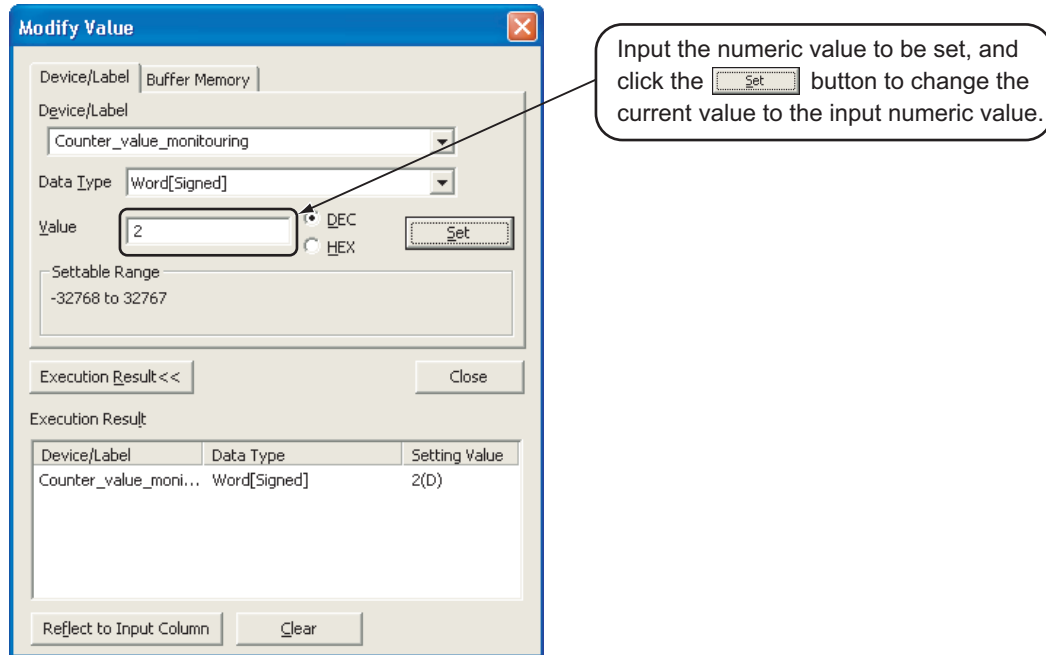 Modify Value
Device/Label Buffer Memory
Device/Label
Counter_value_monitouring
Data Type Word[Signed]
Value 2 DEC
HEX
Set
Settable Range
-32768 to 32767
Execution Result<< Close
Execution Result
Device/Label Data Type Setting Value
Counter_value_moni... Word[Signed] 2(D)
Reflect to Input Column Clear
Input the numeric value to be set, and
click the Set button to change the
current value to the input numeric value.